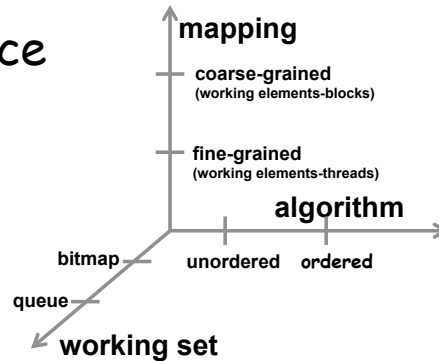 mapping
ce
coarse-grained
(working elements-blocks)
fine-grained
(working elements-threads)
algorithm
bitmap
unordered ordered
queue
working set